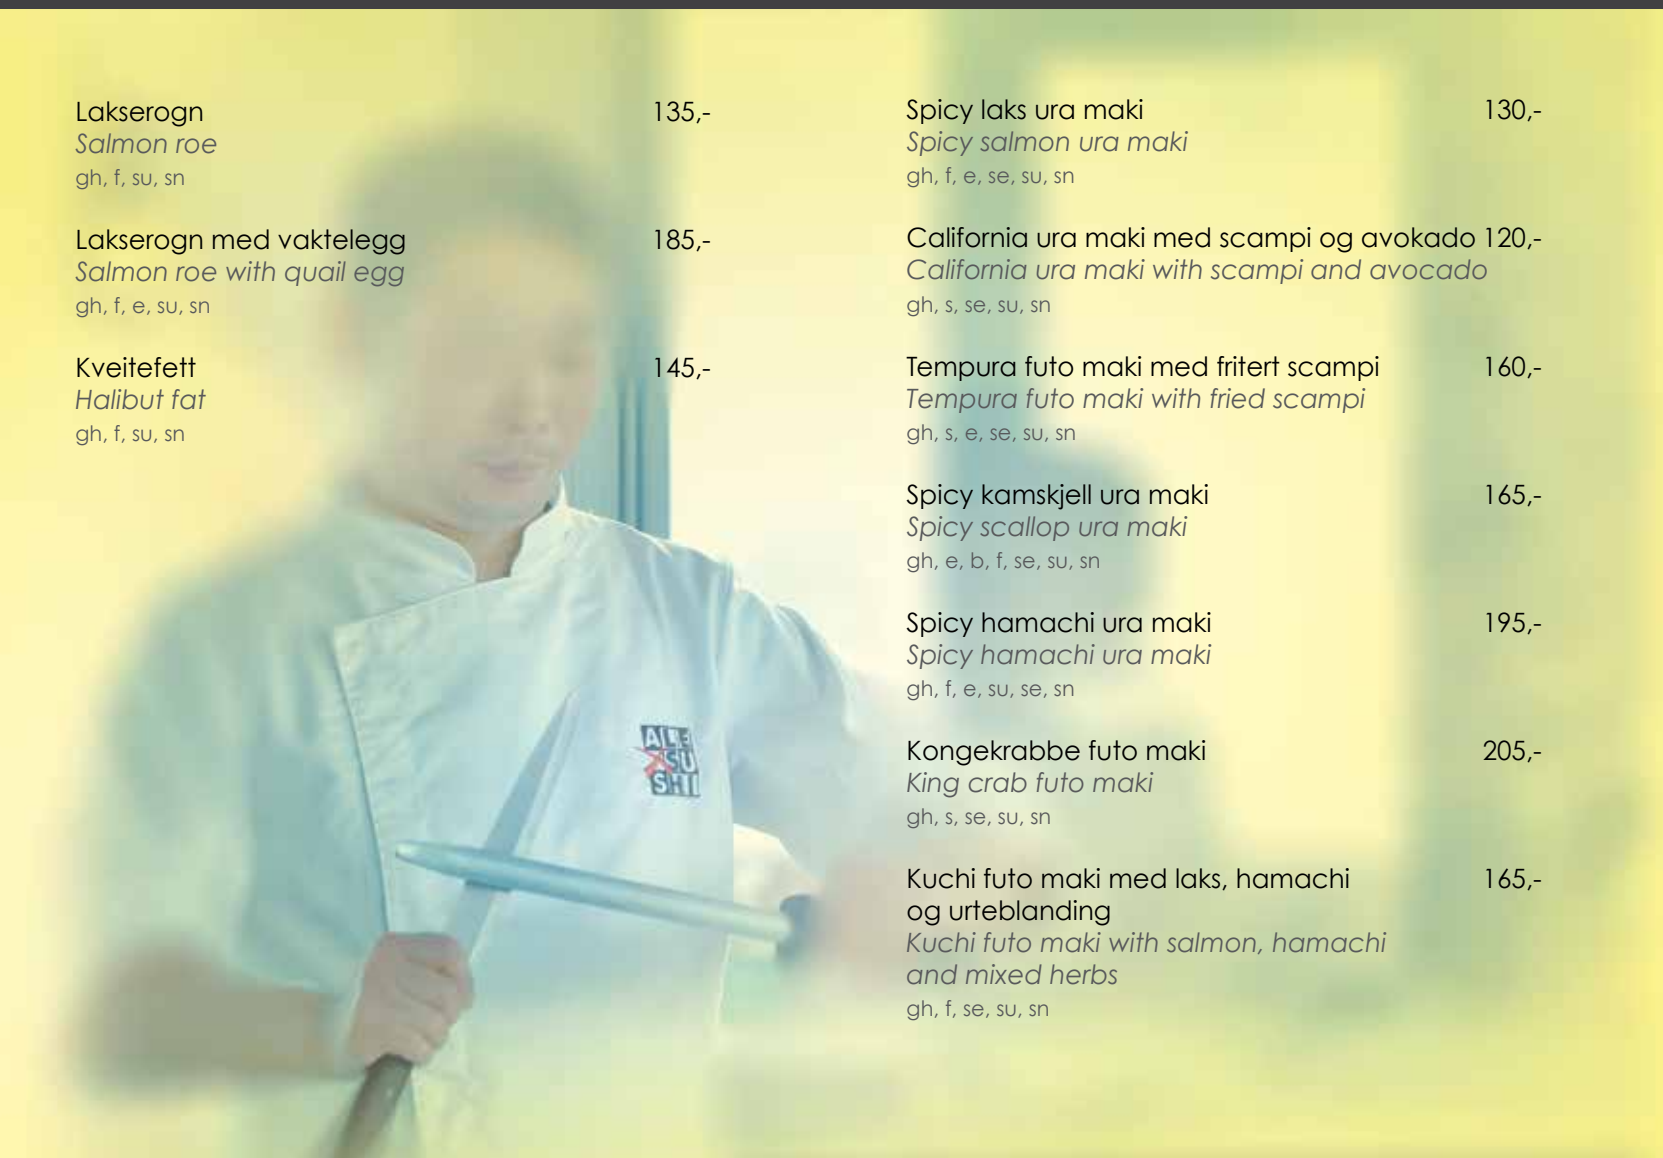 Lakserogn 135,-
Salmon roe
gh, f, su, sn
Lakserogn med vaktelegg 185,-
Salmon roe with quail egg
gh, f, e, su, sn
Kveitefett 145,-
Halibut fat
gh, f, su, sn
Spicy laks ura maki 130,-
Spicy salmon ura maki
gh, f, e, se, su, sn
California ura maki med scampi og avokado 120,-
California ura maki with scampi and avocado
gh, s, se, su, sn
Tempura futo maki med fritert scampi 160,-
Tempura futo maki with fried scampi
gh, s, e, se, su, sn
Spicy kamskjell ura maki 165,-
Spicy scallop ura maki
gh, e, b, f, se, su, sn
Spicy hamachi ura maki 195,-
Spicy hamachi ura maki
gh, f, e, su, se, sn
Kongekrabbe futo maki 205,-
King crab futo maki
gh, s, se, su, sn
Kuchi futo maki med laks, hamachi 165,-
og urteblanding
Kuchi futo maki with salmon, hamachi
and mixed herbs
gh, f, se, su, sn
ALE
XSU
SHI